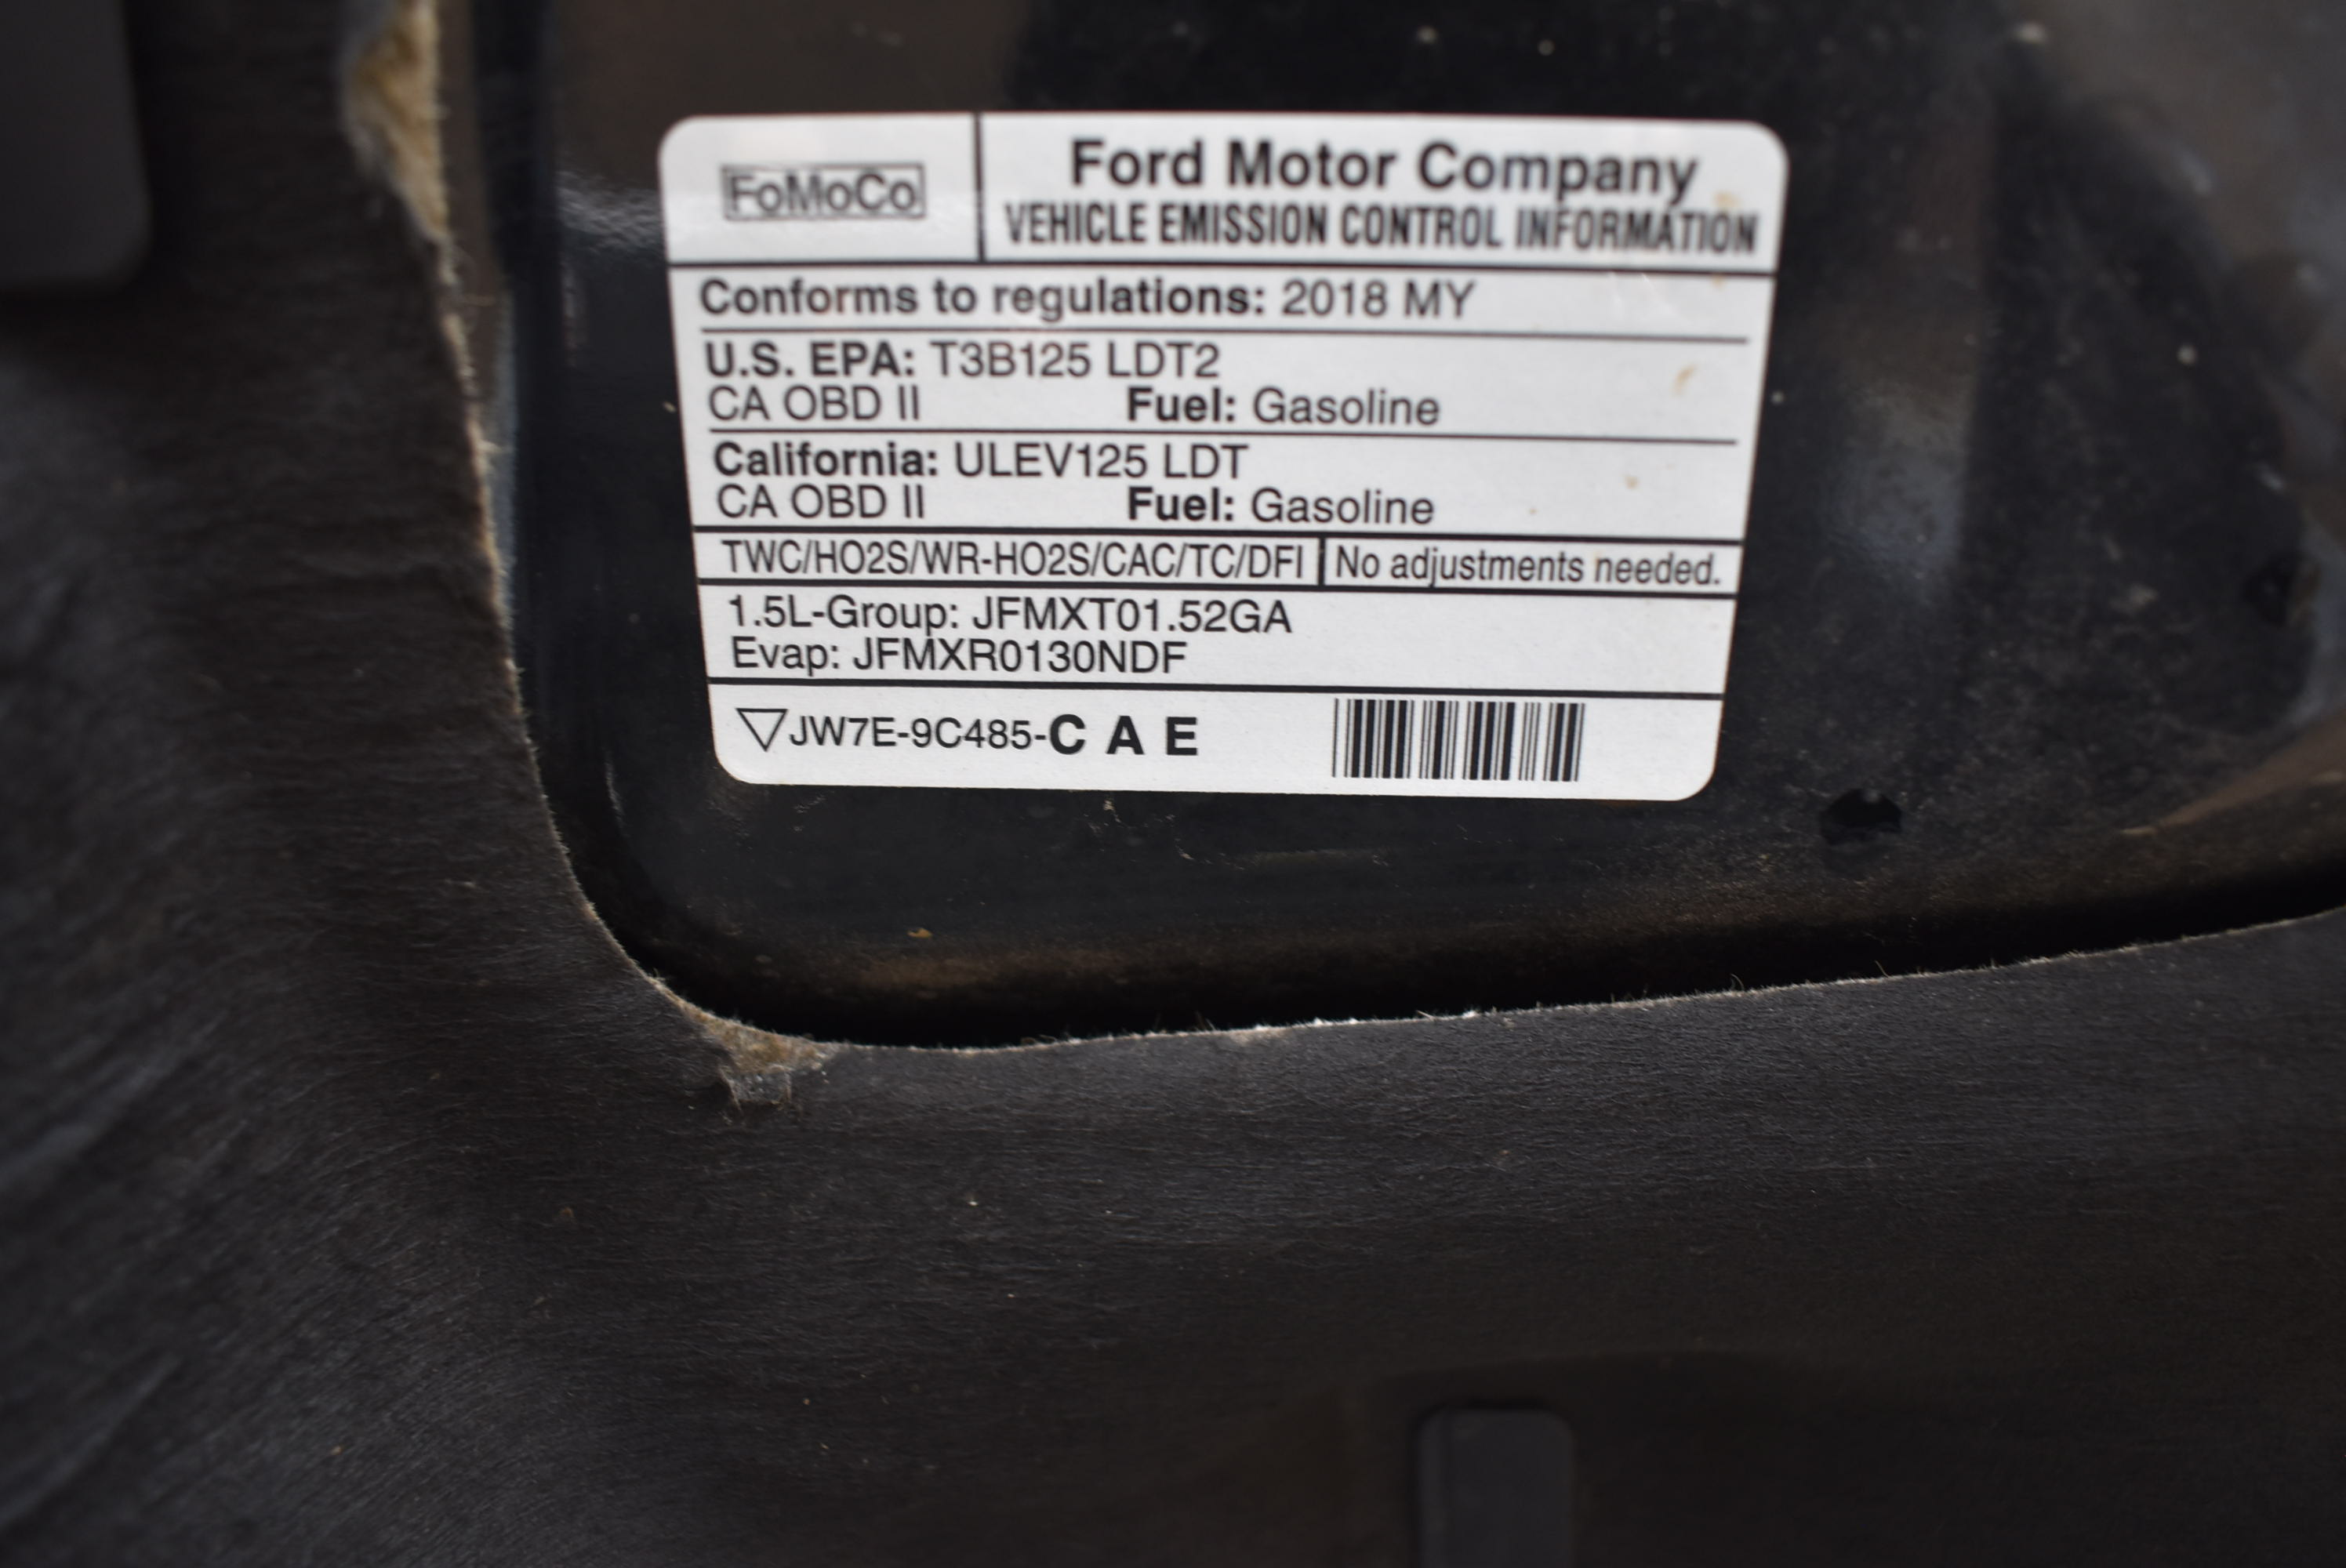 FoMoCo
Ford Motor Company
VEHICLE EMISSION CONTROL INFORMATION
Conforms to regulations: 2018 MY
U.S. EPA: T3B125 LDT2
CA OBD II Fuel: Gasoline
California: ULEV125 LDT
CA OBD II Fuel: Gasoline
TWC/HO2S/WR-HO2S/CAC/TC/DFI No adjustments needed.
1.5L-Group: JFMXT01.52GA
Evap: JFMXR0130NDF
JW7E-9C485-C A E